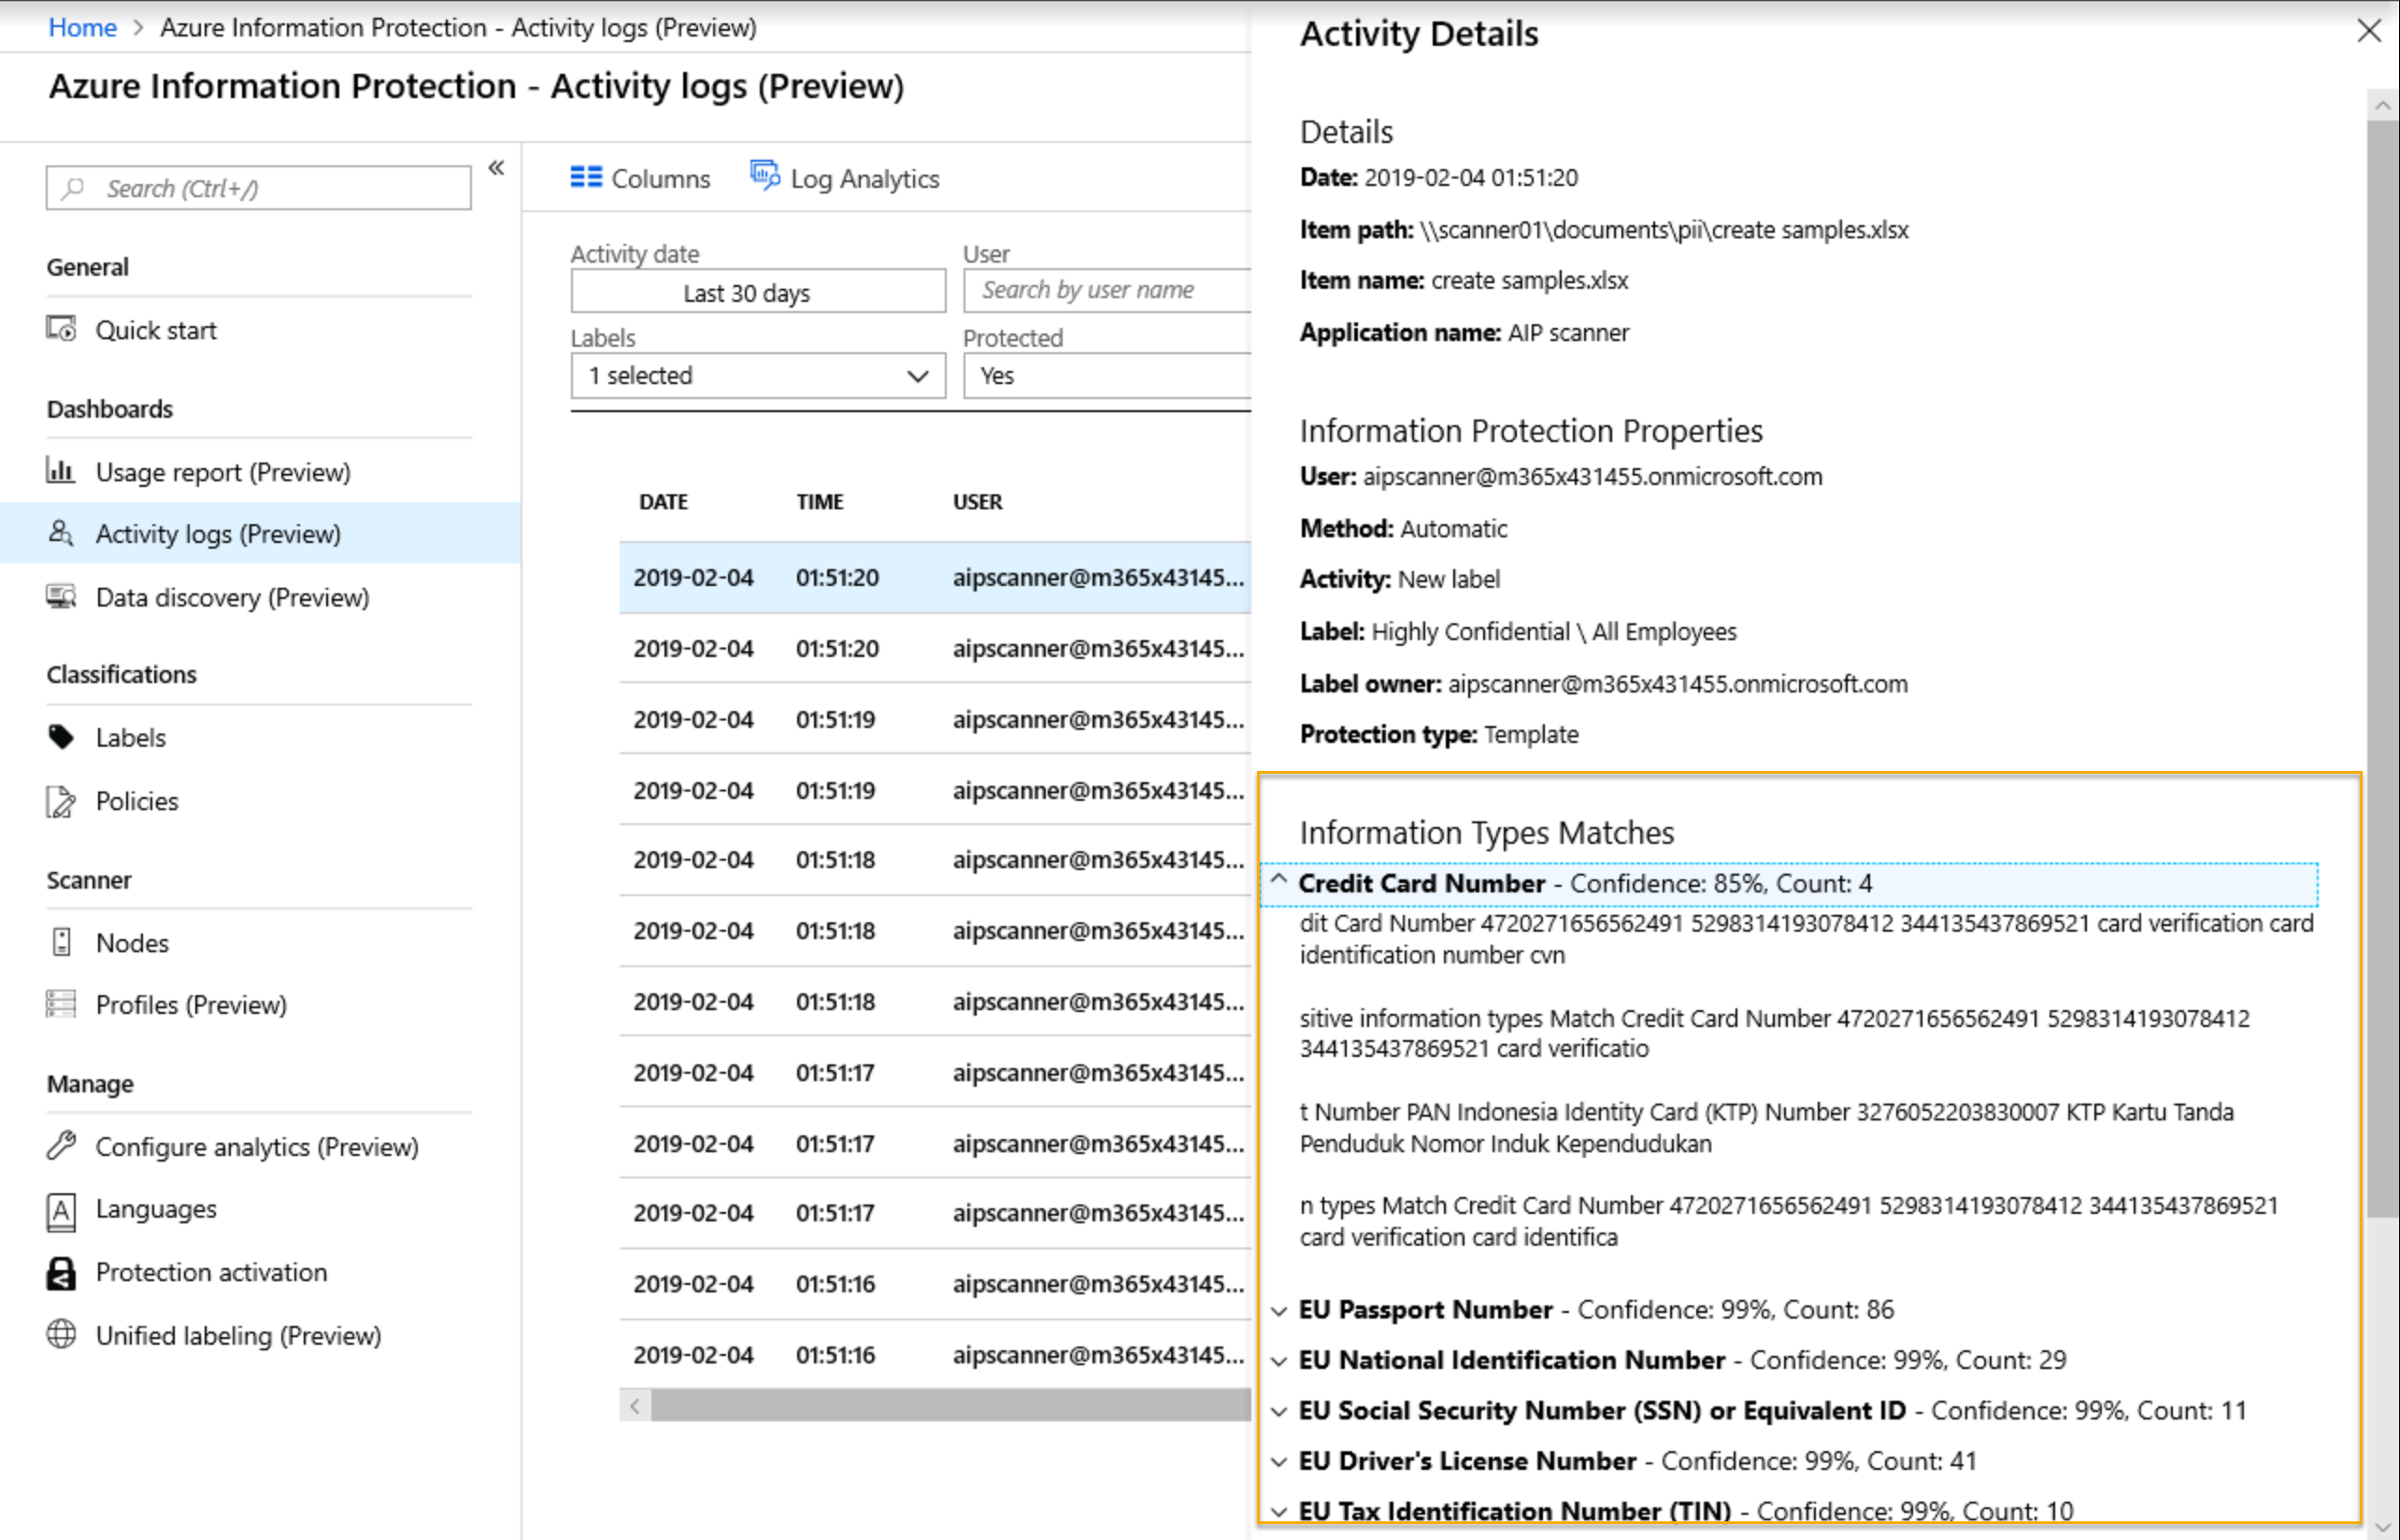 Home > Azure Information Protection - Activity logs (Preview)
Azure Information Protection - Activity logs (Preview)
Search (Ctrl+/)
«
General
Quick start
Dashboards
Usage report (Preview)
Activity logs (Preview)
Data discovery (Preview)
Classifications
Labels
Policies
Scanner
Nodes
Profiles (Preview)
Manage
Configure analytics (Preview)
Languages
Protection activation
Unified labeling (Preview)
Columns Log Analytics
Activity date User
Last 30 days Search by user name
Labels Protected
1 selected Yes
DATE TIME USER
2019-02-04 01:51:20 aipscanner@m365x43145...
2019-02-04 01:51:20 aipscanner@m365x43145...
2019-02-04 01:51:19 aipscanner@m365x43145...
2019-02-04 01:51:19 aipscanner@m365x43145...
2019-02-04 01:51:18 aipscanner@m365x43145...
2019-02-04 01:51:18 aipscanner@m365x43145...
2019-02-04 01:51:18 aipscanner@m365x43145...
2019-02-04 01:51:17 aipscanner@m365x43145...
2019-02-04 01:51:17 aipscanner@m365x43145...
2019-02-04 01:51:17 aipscanner@m365x43145...
2019-02-04 01:51:16 aipscanner@m365x43145...
2019-02-04 01:51:16 aipscanner@m365x43145...
Activity Details
Details
Date: 2019-02-04 01:51:20
Item path: \\scanner01\documents\pii\create samples.xlsx
Item name: create samples.xlsx
Application name: AIP scanner
Information Protection Properties
User: aipscanner@m365x431455.onmicrosoft.com
Method: Automatic
Activity: New label
Label: Highly Confidential \ All Employees
Label owner: aipscanner@m365x431455.onmicrosoft.com
Protection type: Template
Information Types Matches
Credit Card Number - Confidence: 85%, Count: 4
dit Card Number 4720271656562491 5298314193078412 344135437869521 card verification card
identification number cvn
sitive information types Match Credit Card Number 4720271656562491 5298314193078412
344135437869521 card verificatio
t Number PAN Indonesia Identity Card (KTP) Number 3276052203830007 KTP Kartu Tanda
Penduduk Nomor Induk Kependudukan
n types Match Credit Card Number 4720271656562491 5298314193078412 344135437869521
card verification card identifica
EU Passport Number - Confidence: 99%, Count: 86
EU National Identification Number - Confidence: 99%, Count: 29
EU Social Security Number (SSN) or Equivalent ID - Confidence: 99%, Count: 11
EU Driver's License Number - Confidence: 99%, Count: 41
EU Tax Identification Number (TIN) - Confidence: 99%, Count: 10